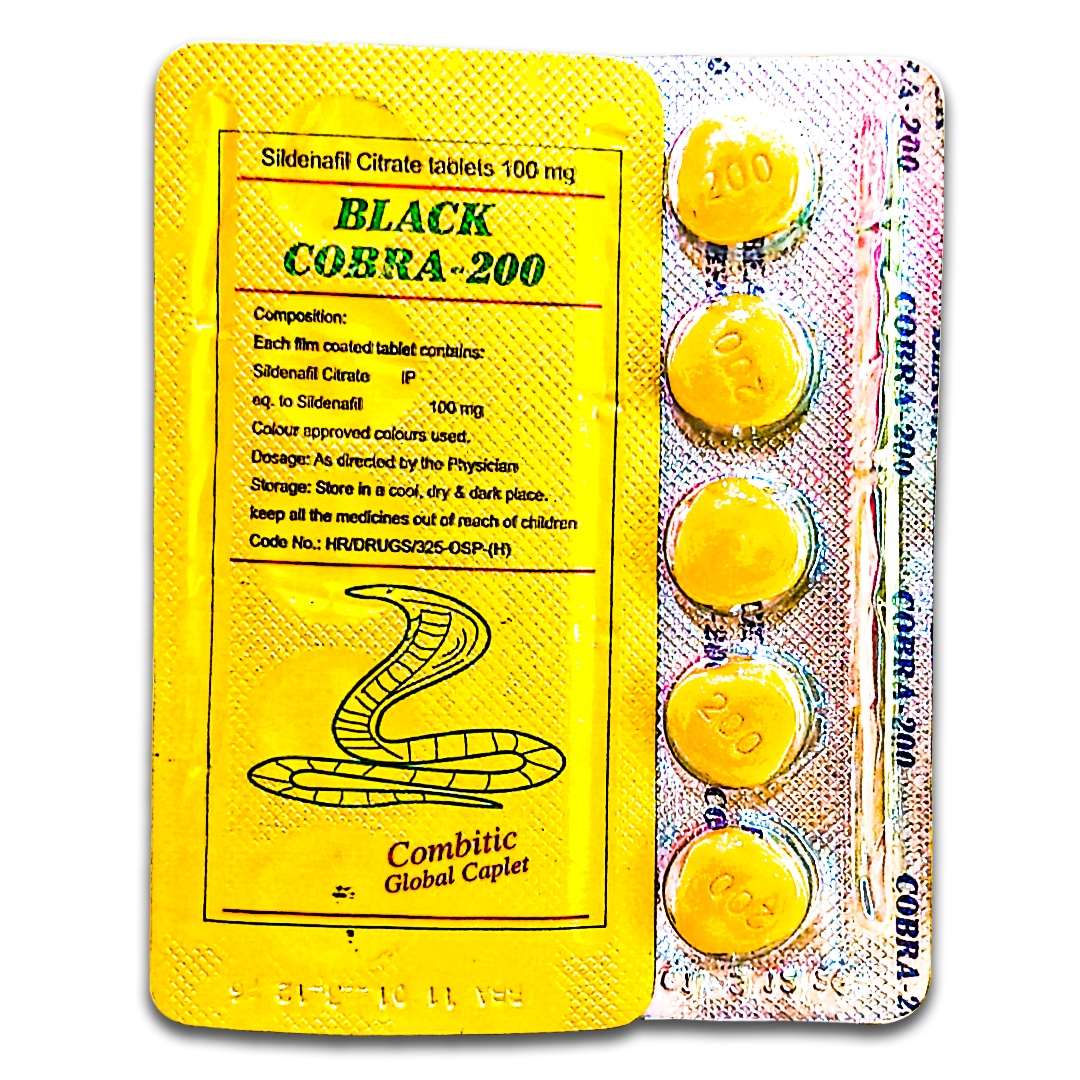 Sildenafil Citrate tablets 100 mg
BLACK
COBRA-200
Composition:
Each film coated tablet contains:
Sildenafil Citrate IP
eq. to Sildenafil 100 mg
Colour approved colours used.
Dosage: As directed by the Physician
Storage: Store in a cool, dry & dark place.
keep all the medicines out of reach of children
Code No.: HR/DRUGS/325-OSP-(H)
Combitic
Global Caplet
200
200
200
200
COBRA-200
COBRA-200